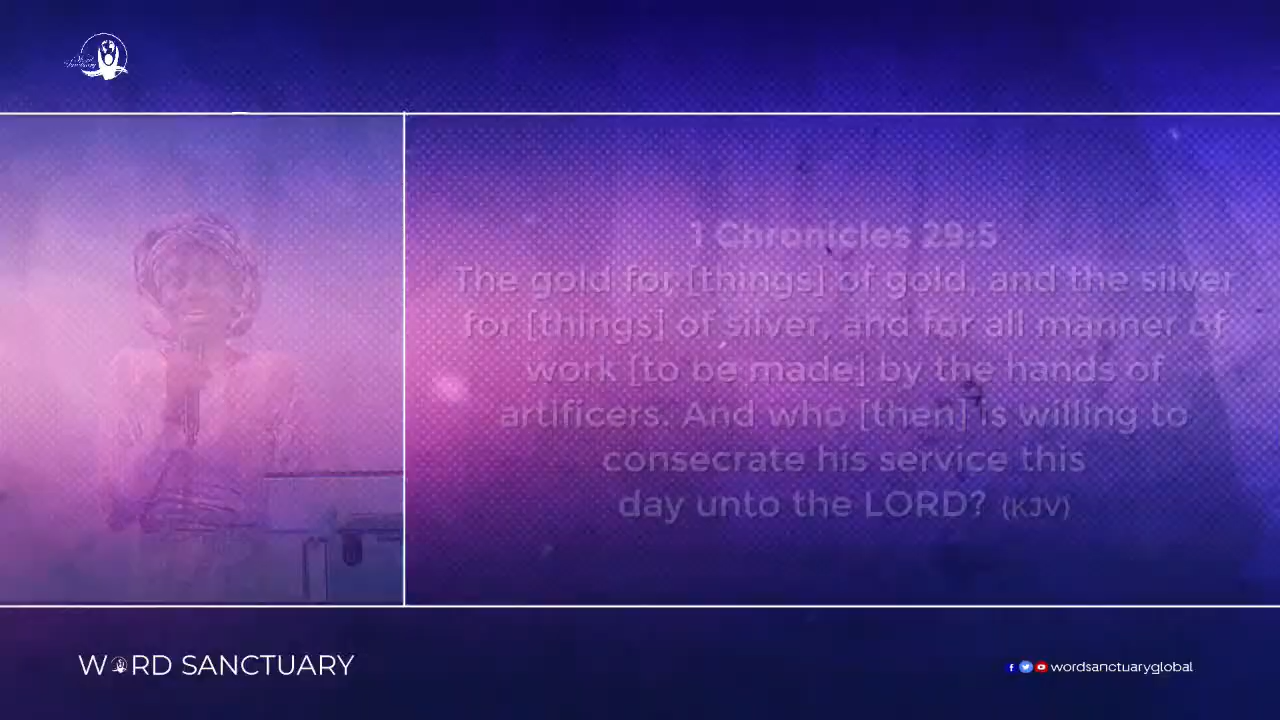 1 Chronicles 29:5
The gold for [things] of gold, and the silver
for [things] of silver, and for all manner of
work [to be made] by the hands of
artificers. And who [then] is willing to
consecrate his service this
day unto the LORD? (KJV)
WORD SANCTUARY
wordsanctuaryglobal